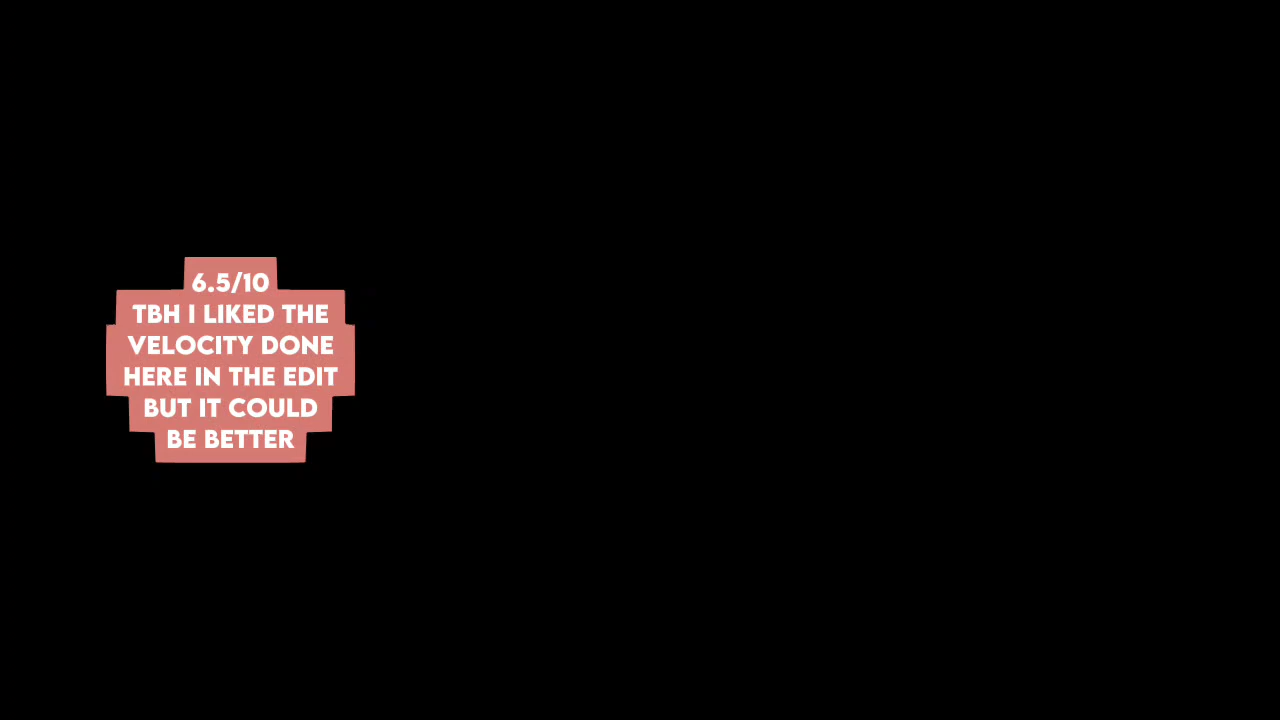 6.5/10
TBH I LIKED THE
VELOCITY DONE
HERE IN THE EDIT
BUT IT COULD
BE BETTER